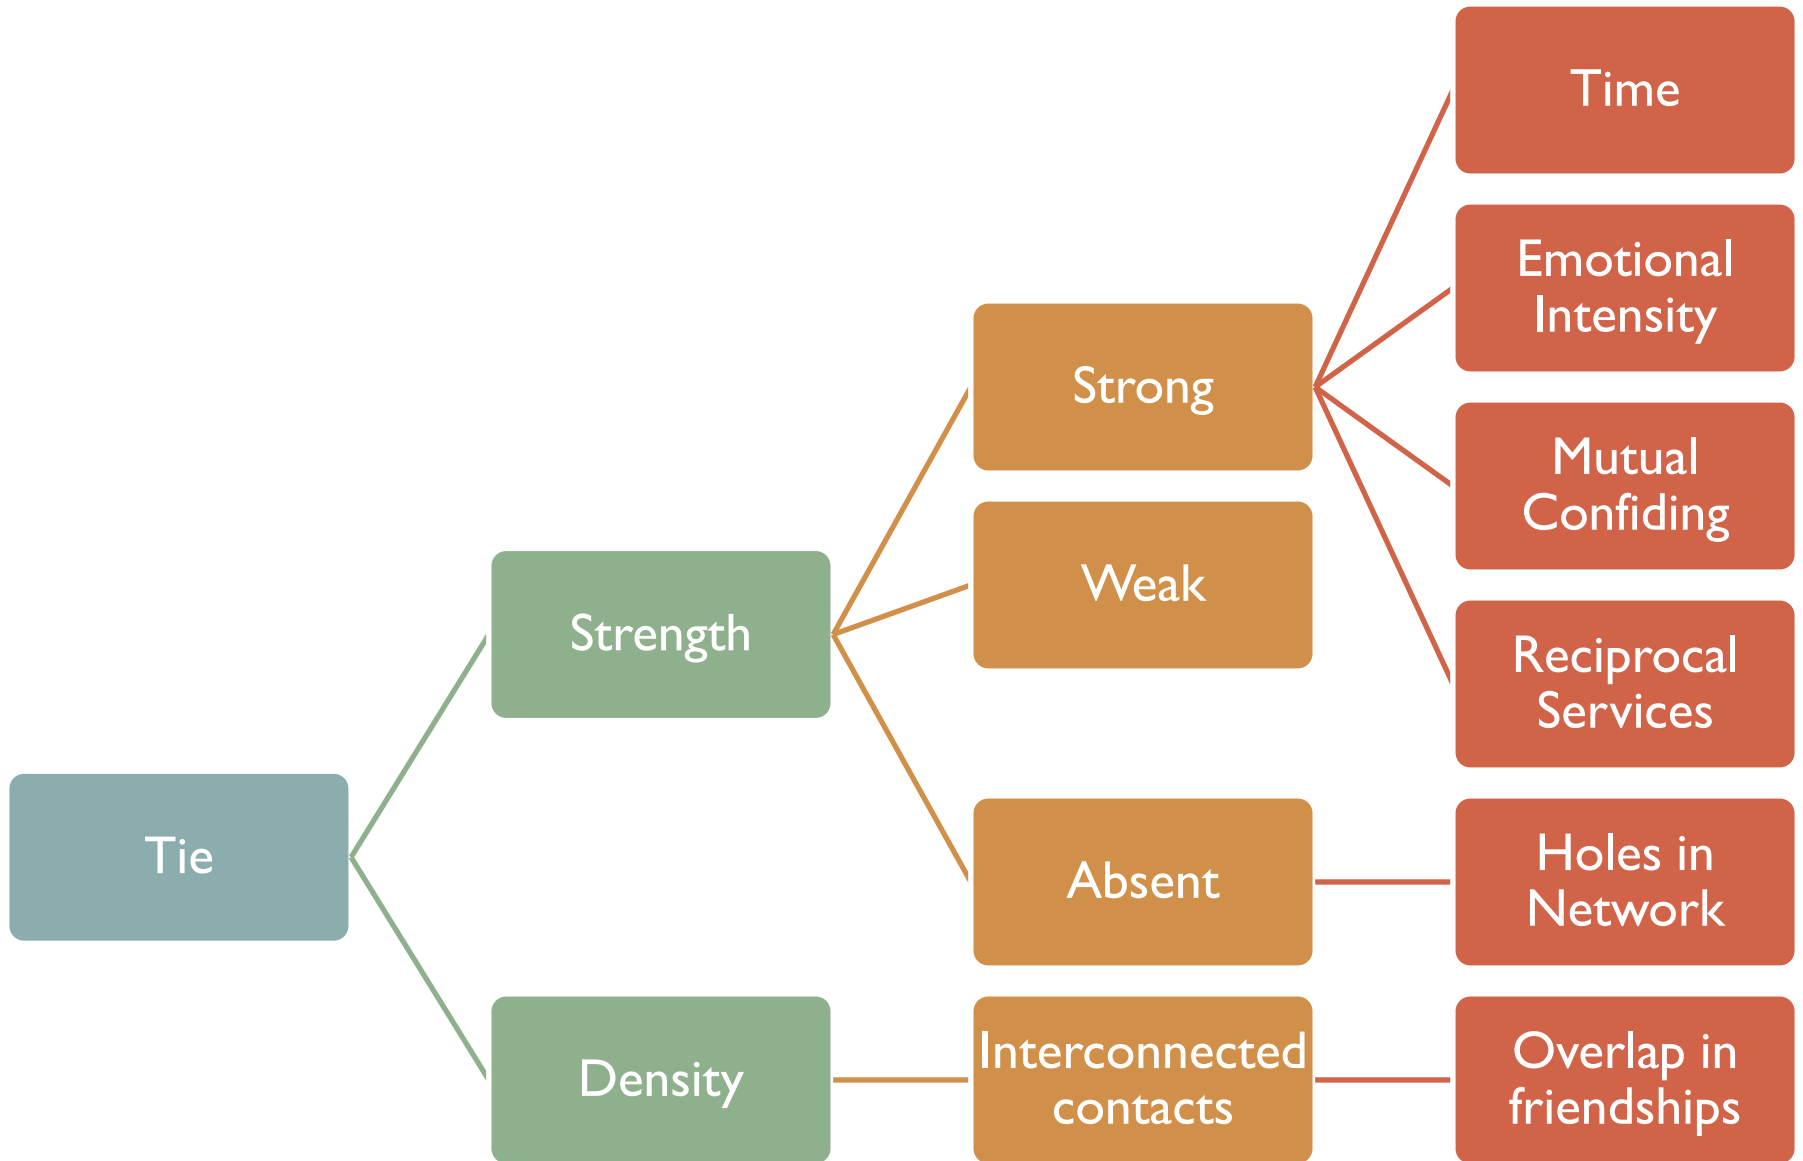 Time
Emotional
Intensity
Strong
Mutual
Confiding
Weak
Strength
Reciprocal
Services
Tie
Absent
Holes in
Network
Density
Interconnected
contacts
Overlap in
friendships